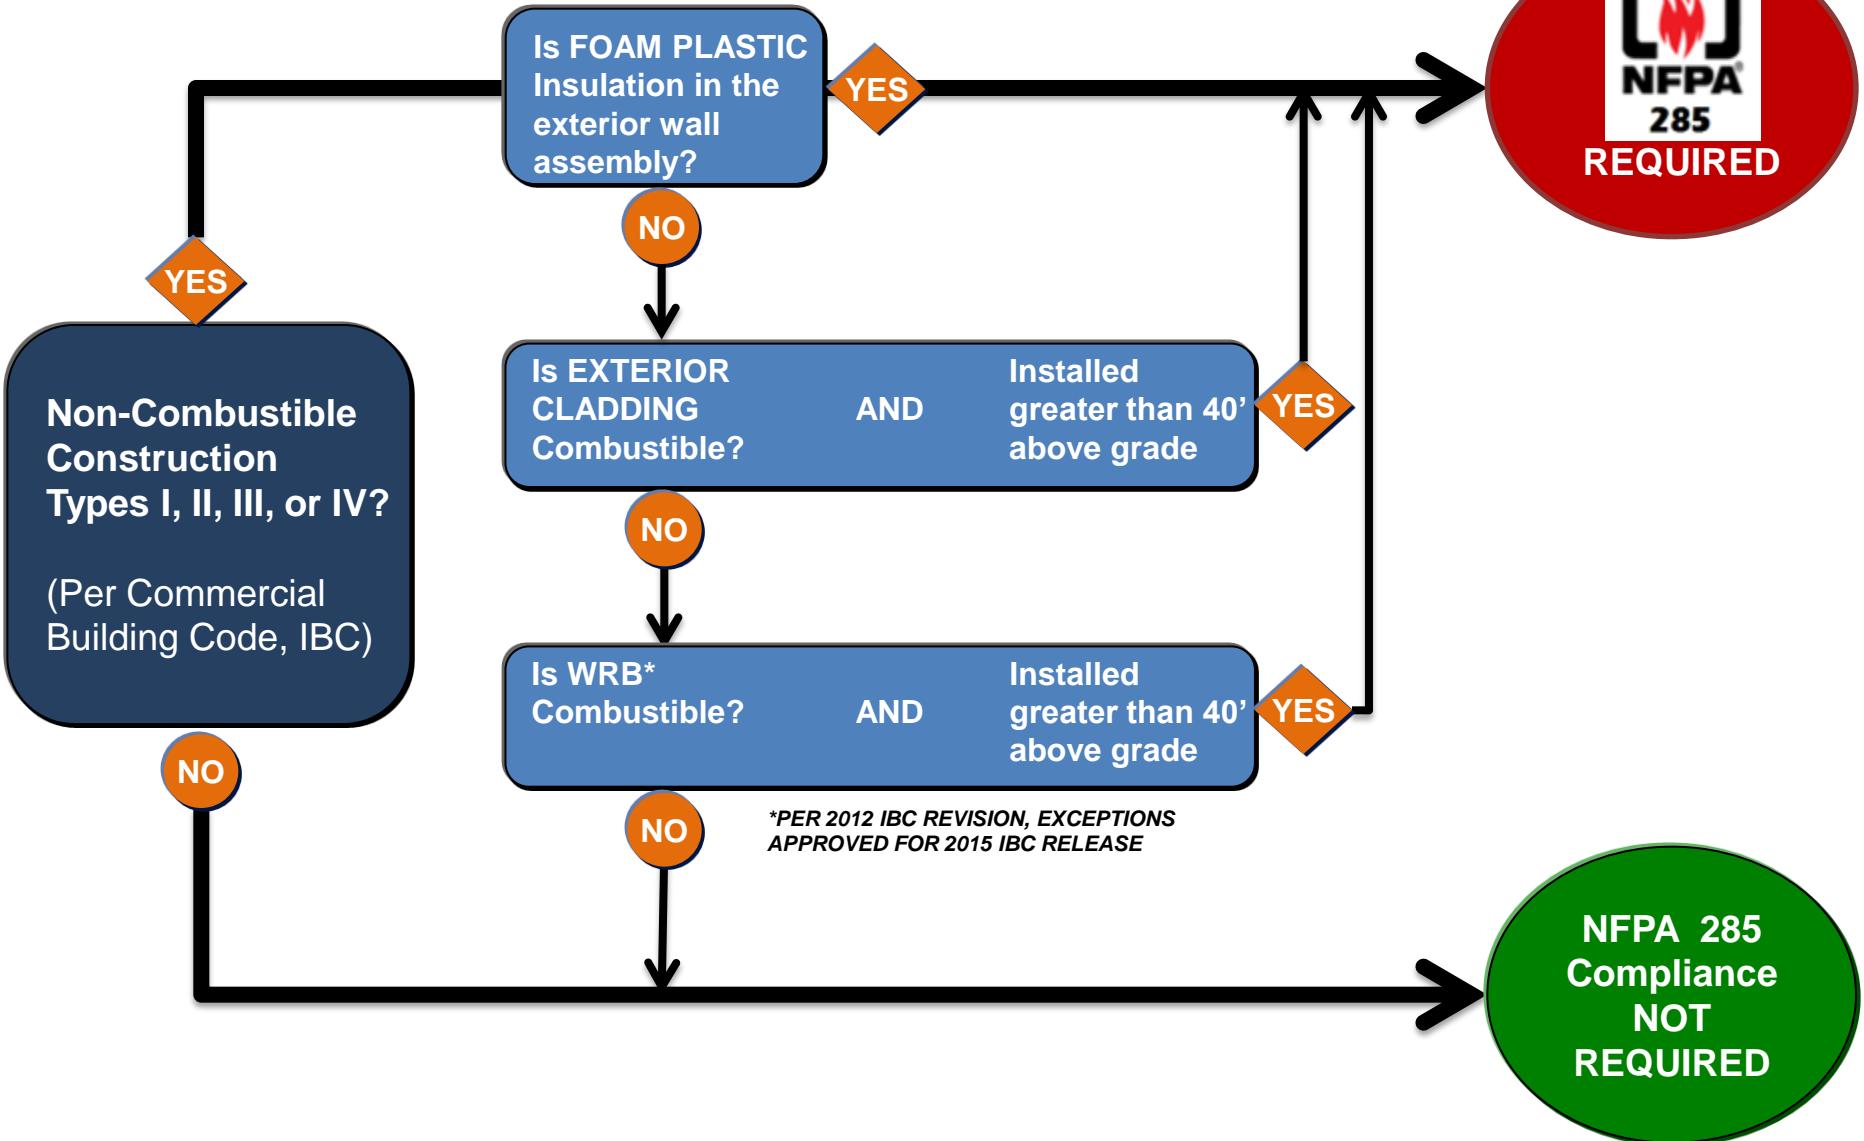 Is FOAM PLASTIC
Insulation in the
exterior wall
assembly?
YES
NFPA®
285
REQUIRED
NO
YES
Non-Combustible
Construction
Types I, II, III, or IV?
(Per Commercial
Building Code, IBC)
NO
Is EXTERIOR
CLADDING
Combustible?
AND
Installed
greater than 40’
above grade
YES
NO
Is WRB*
Combustible?
AND
Installed
greater than 40’
above grade
YES
NO
*PER 2012 IBC REVISION, EXCEPTIONS
APPROVED FOR 2015 IBC RELEASE
NFPA 285
Compliance
NOT
REQUIRED